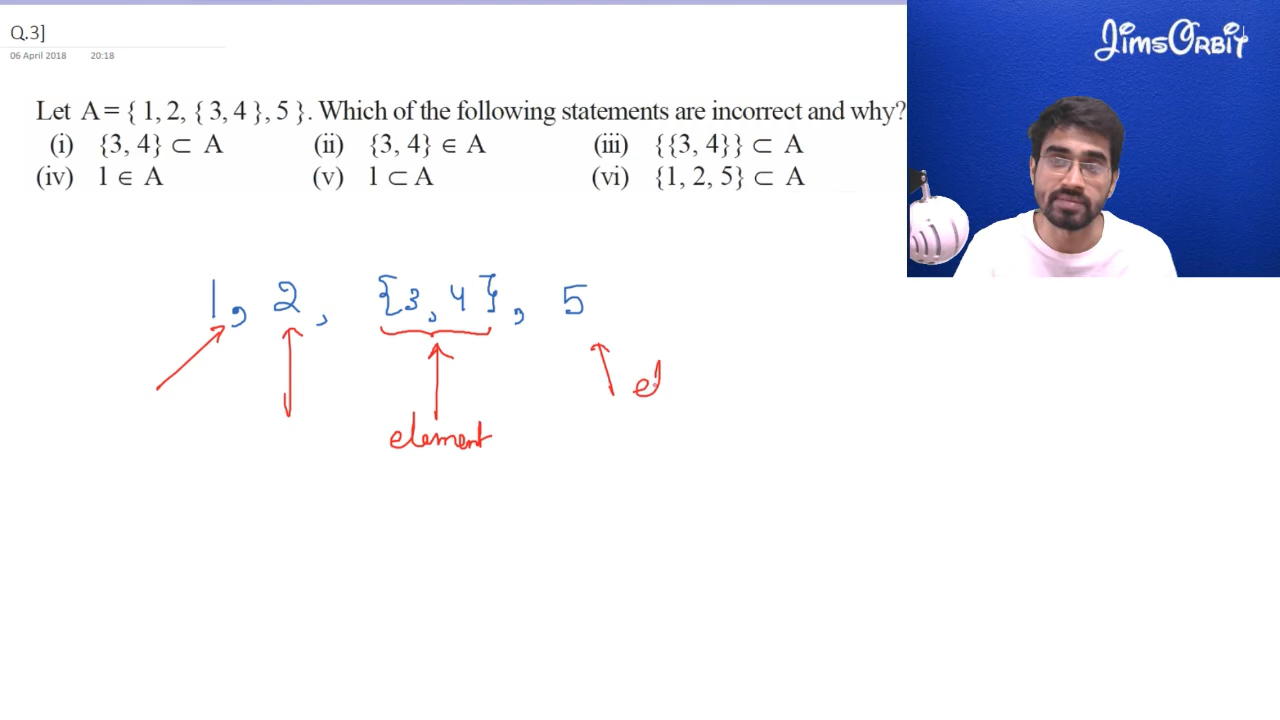 Q.3]
06 April 2018 20:18
JimsOrbit
Let A = { 1, 2, { 3, 4 }, 5 }. Which of the following statements are incorrect and why?
(i) {3, 4} ⊂ A (ii) {3, 4} ∈ A (iii) {{3, 4}} ⊂ A
(iv) 1 ∈ A (v) 1 ⊂ A (vi) {1, 2, 5} ⊂ A
1, 2, {3, 4}, 5
el
element